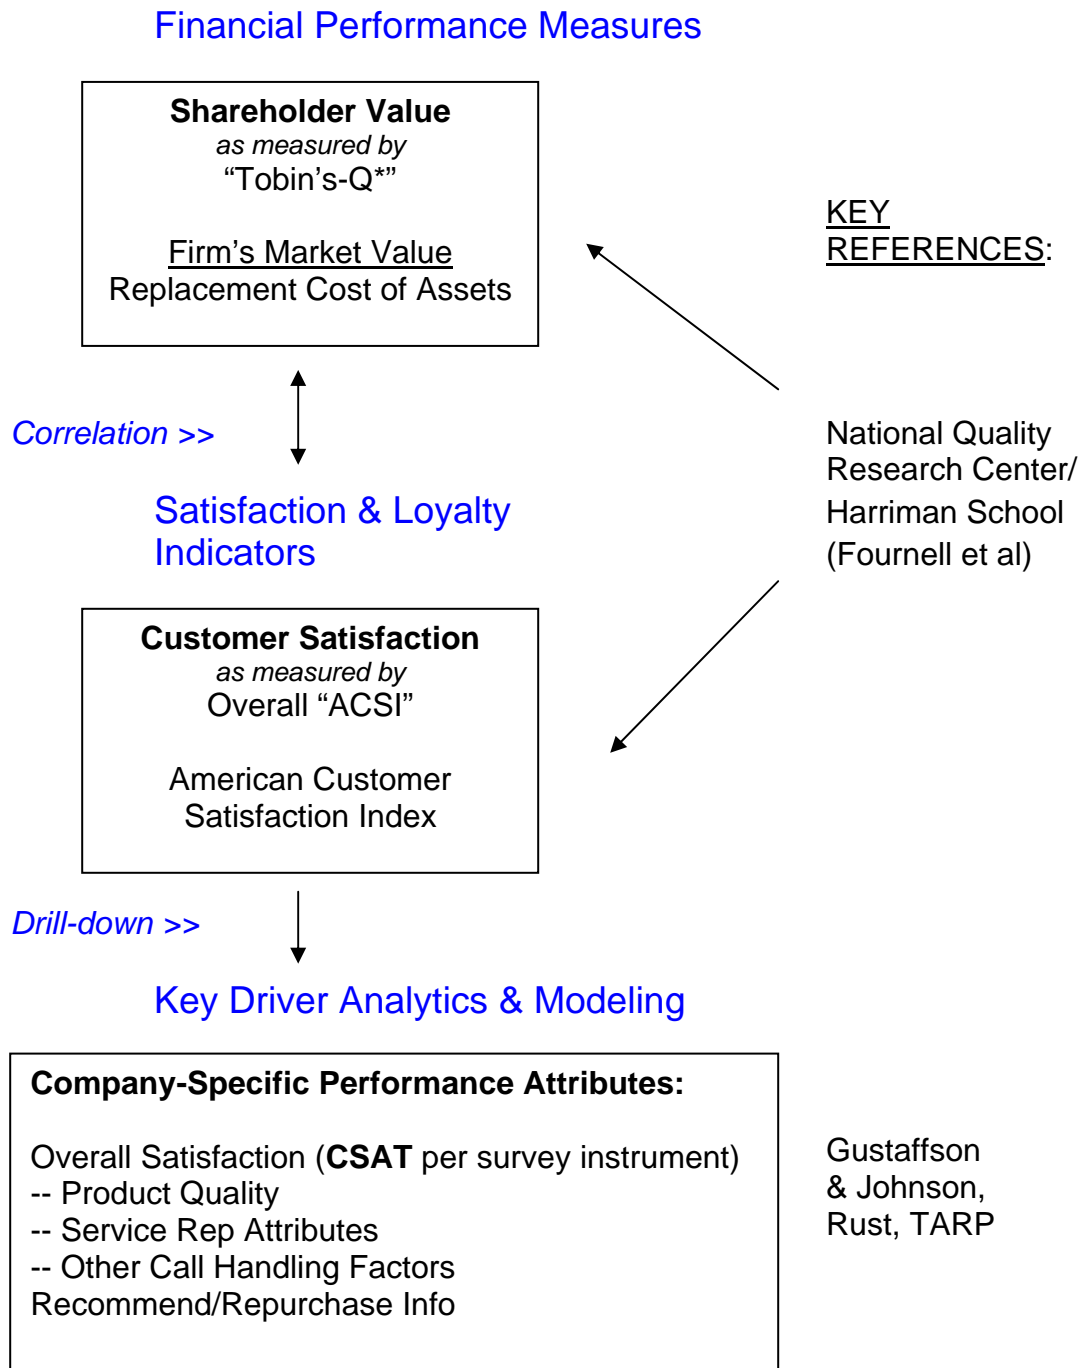 Financial Performance Measures
Shareholder Value
as measured by
“Tobin’s-Q*”
Firm’s Market Value
Replacement Cost of Assets
KEY
REFERENCES:
Correlation >>
National Quality
Research Center/
Harriman School
(Fournell et al)
Satisfaction & Loyalty
Indicators
Customer Satisfaction
as measured by
Overall “ACSI”
American Customer
Satisfaction Index
Drill-down >>
Key Driver Analytics & Modeling
Company-Specific Performance Attributes:
Overall Satisfaction (CSAT per survey instrument)
-- Product Quality
-- Service Rep Attributes
-- Other Call Handling Factors
Recommend/Repurchase Info
Gustaffson
& Johnson,
Rust, TARP